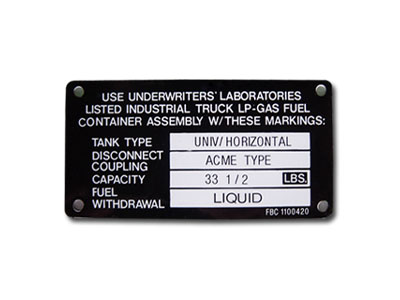 USE UNDERWRITERS' LABORATORIES
LISTED INDUSTRIAL TRUCK LP-GAS FUEL
CONTAINER ASSEMBLY W/THESE MARKINGS:
TANK TYPE UNIV/HORIZONTAL
DISCONNECT
COUPLING ACME TYPE
CAPACITY 33 1/2 LBS.
FUEL
WITHDRAWAL LIQUID
FBC 1100420